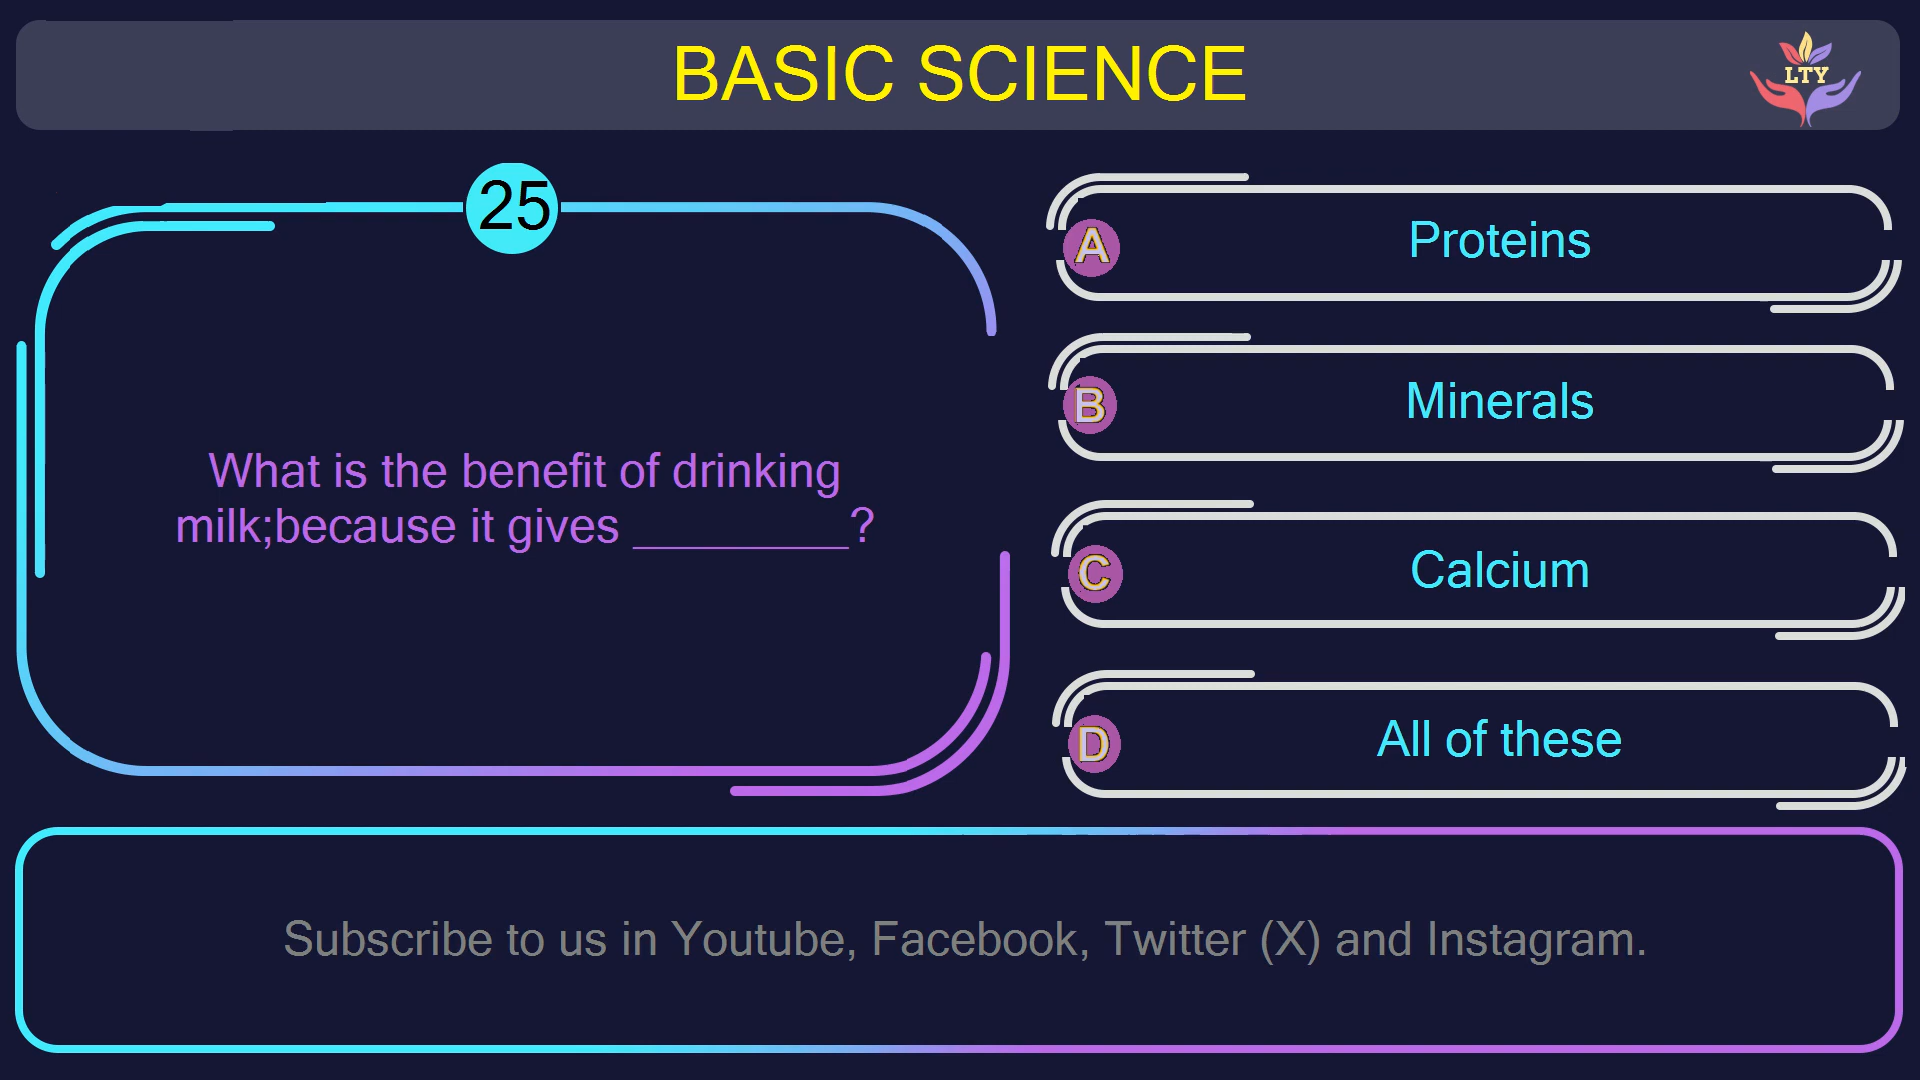 BASIC SCIENCE
LTY
25
What is the benefit of drinking
milk;because it gives _________?
A
Proteins
B
Minerals
C
Calcium
D
All of these
Subscribe to us in Youtube, Facebook, Twitter (X) and Instagram.